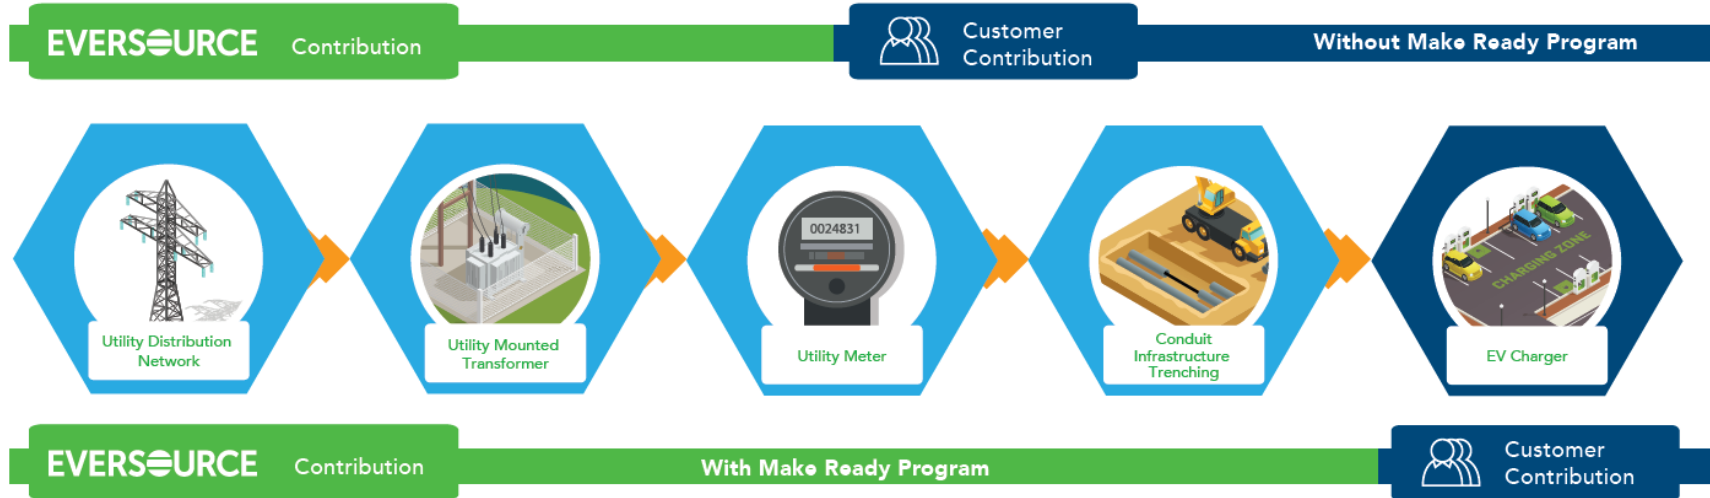 EVERSOURCE Contribution
Customer
Contribution
Without Make Ready Program
0024831
CHARGING ZONE
Utility Distribution
Network
Utility Mounted
Transformer
Utility Meter
Conduit
Infrastructure
Trenching
EV Charger
EVERSOURCE Contribution
With Make Ready Program
Customer
Contribution